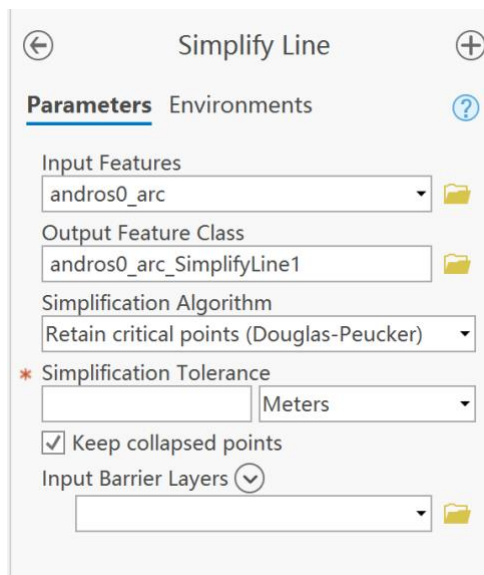 Simplify Line
Parameters Environments
Input Features
andros0_arc
Output Feature Class
andros0_arc_SimplifyLine1
Simplification Algorithm
Retain critical points (Douglas-Peucker)
* Simplification Tolerance
Meters
Keep collapsed points
Input Barrier Layers